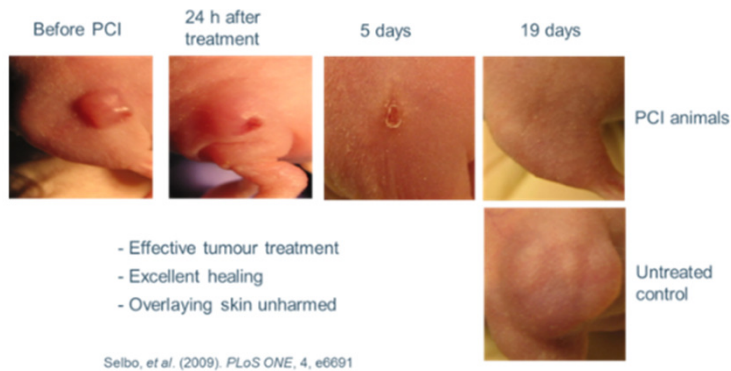 Before PCI
24 h after
treatment
5 days
19 days
PCI animals
- Effective tumour treatment
- Excellent healing
- Overlaying skin unharmed
Untreated
control
Selbo, et al. (2009). PLoS ONE, 4, e6691